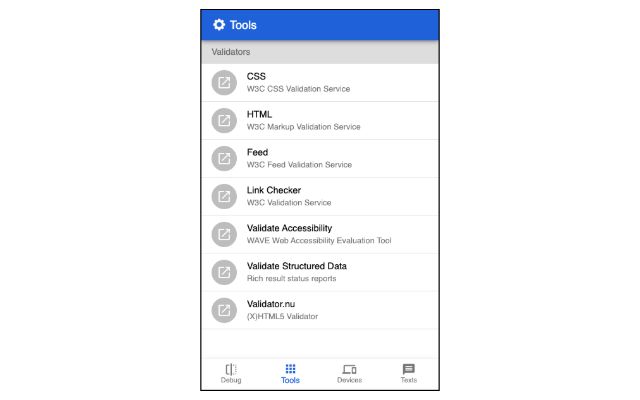 Tools
Validators
CSS
W3C CSS Validation Service
HTML
W3C Markup Validation Service
Feed
W3C Feed Validation Service
Link Checker
W3C Validation Service
Validate Accessibility
WAVE Web Accessibility Evaluation Tool
Validate Structured Data
Rich result status reports
Validator.nu
(X)HTML5 Validator
Debug Tools Devices Texts